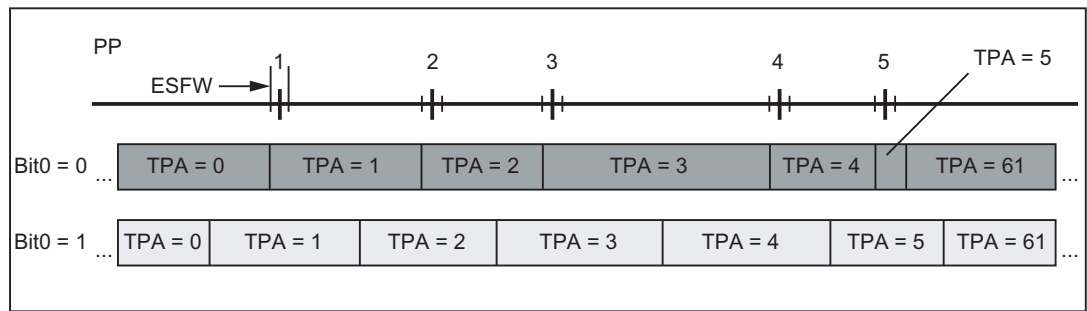 PP
1 2 3 4 5 TPA = 5
ESFW
Bit0 = 0 ... TPA = 0 TPA = 1 TPA = 2 TPA = 3 TPA = 4 TPA = 61 ...
Bit0 = 1 ... TPA = 0 TPA = 1 TPA = 2 TPA = 3 TPA = 4 TPA = 5 TPA = 61 ...